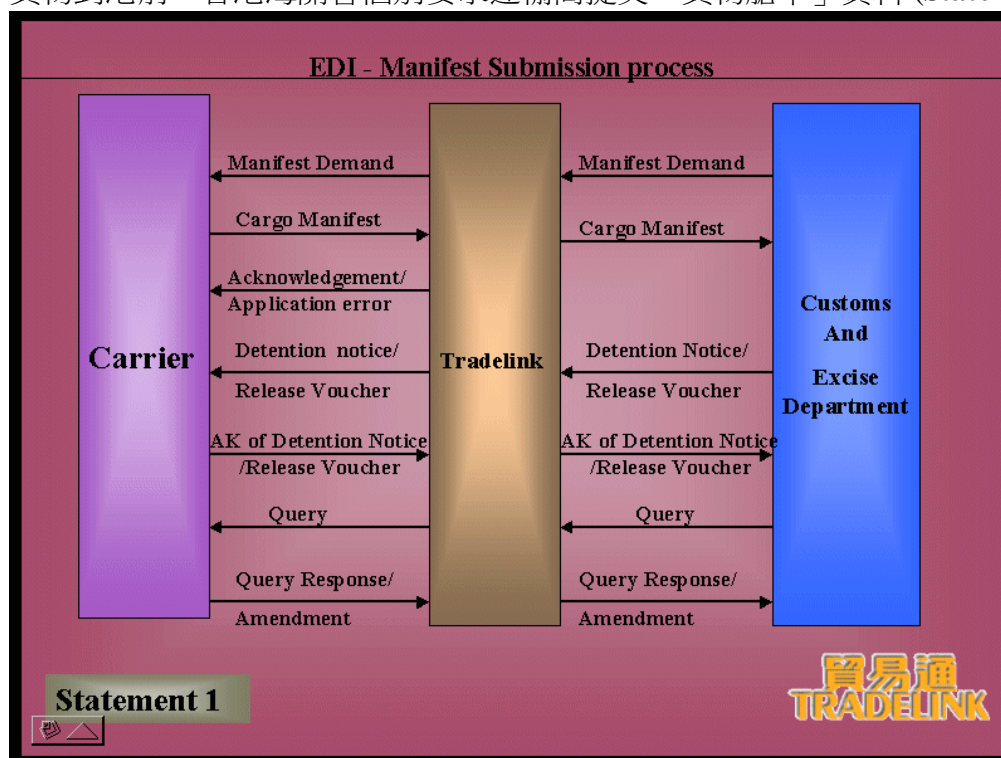 EDI - Manifest Submission process
Manifest Demand
Manifest Demand
Cargo Manifest
Cargo Manifest
Acknowledgement/
Application error
Customs
And
Excise
Department
Carrier
Tradelink
Detention notice/
Release Voucher
Detention Notice/
Release Voucher
AK of Detention Notice
/Release Voucher
AK of Detention Notice
/Release Voucher
Query
Query
Query Response/
Amendment
Query Response/
Amendment
Statement 1
貿易通
TRADELINK